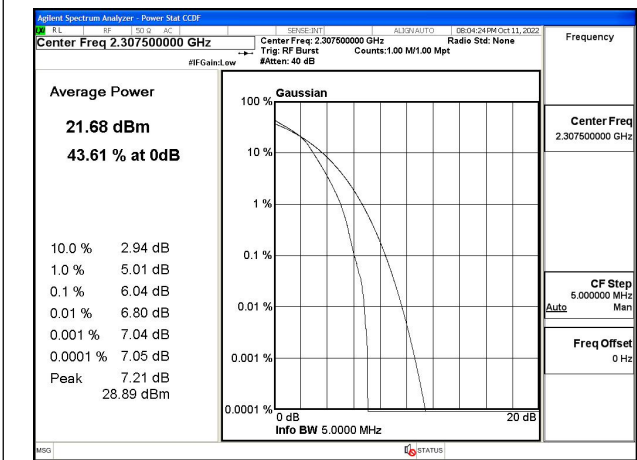 Agilent Spectrum Analyzer - Power Stat CCDF
RL RF 50 Ω AC SENSE:INT ALIGN AUTO 08:04:24 PM Oct 11, 2022
Center Freq 2.307500000 GHz
Center Freq: 2.307500000 GHz Radio Std: None
Trig: RF Burst Counts:1.00 M/1.00 Mpt
#IFGain:Low #Atten: 40 dB
Frequency
Average Power
21.68 dBm
43.61 % at 0dB
10.0 % 2.94 dB
1.0 % 5.01 dB
0.1 % 6.04 dB
0.01 % 6.80 dB
0.001 % 7.04 dB
0.0001 % 7.05 dB
Peak 7.21 dB
28.89 dBm
Gaussian
100 %
10 %
1 %
0.1 %
0.01 %
0.001 %
0.0001 %
0 dB 20 dB
Info BW 5.0000 MHz
Center Freq
2.307500000 GHz
CF Step
5.000000 MHz
Auto Man
Freq Offset
0 Hz
MSG STATUS